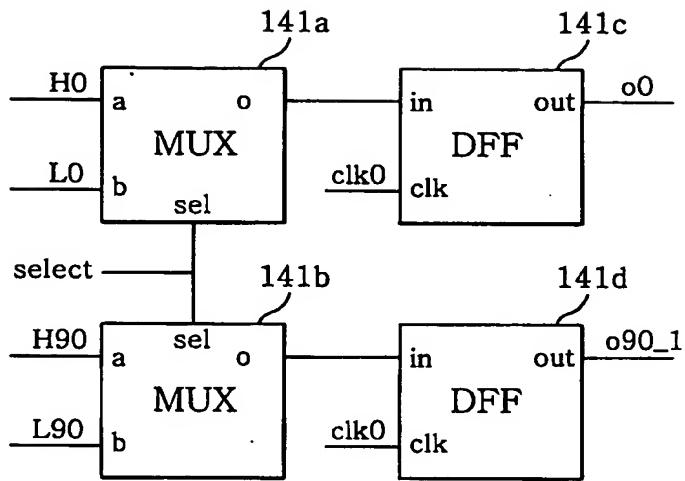 141a
141c
H0
a
o
in
out
o0
MUX
DFF
L0
b
clk0
clk
sel
select
141b
141d
H90
sel
a
o
in
out
o90_1
MUX
DFF
L90
b
clk0
clk